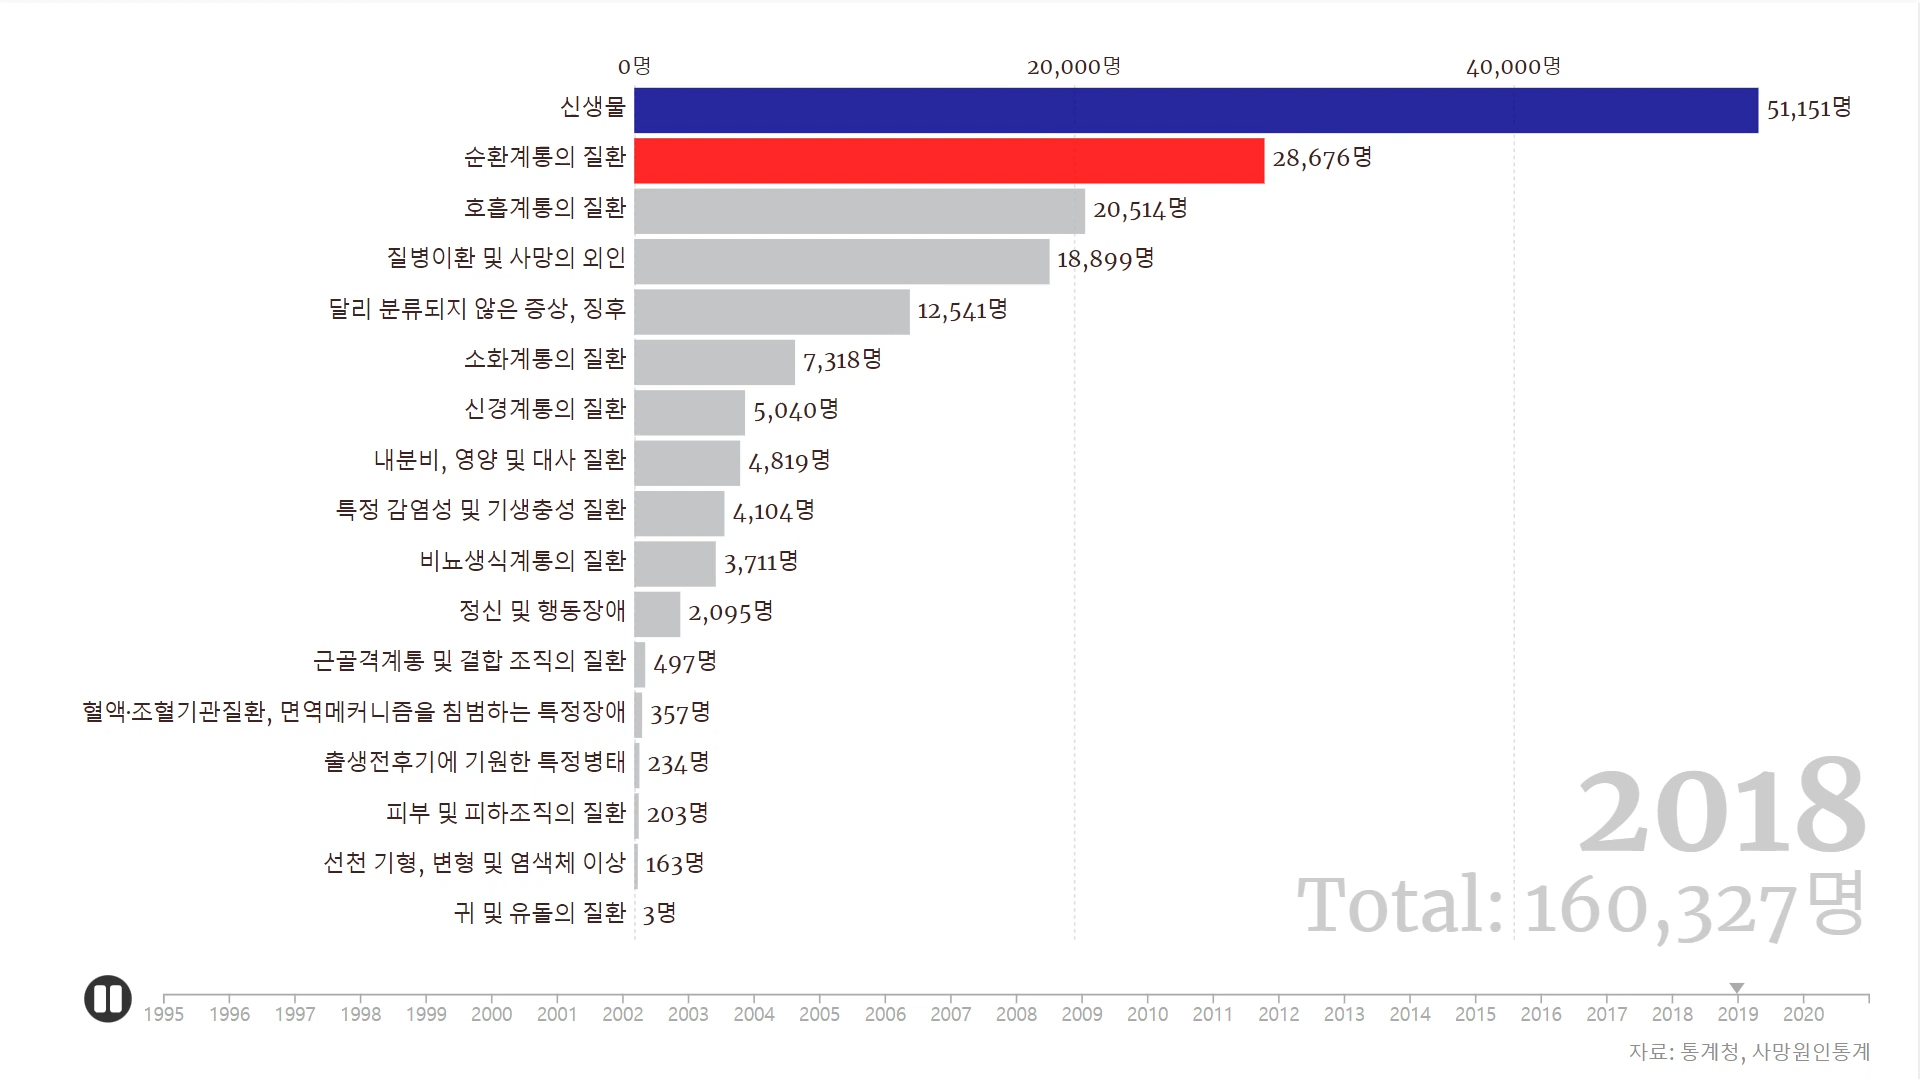 0명 20,000명 40,000명
신생물 51,151명
순환계통의 질환 28,676명
호흡계통의 질환 20,514명
질병이환 및 사망의 외인 18,899명
달리 분류되지 않은 증상, 징후 12,541명
소화계통의 질환 7,318명
신경계통의 질환 5,040명
내분비, 영양 및 대사 질환 4,819명
특정 감염성 및 기생충성 질환 4,104명
비뇨생식계통의 질환 3,711명
정신 및 행동장애 2,095명
근골격계통 및 결합 조직의 질환 497명
혈액·조혈기관질환, 면역메커니즘을 침범하는 특정장애 357명
출생전후기에 기원한 특정병태 234명
피부 및 피하조직의 질환 203명
선천 기형, 변형 및 염색체 이상 163명
귀 및 유돌의 질환 3명
2018
Total: 160,327명
1995 1996 1997 1998 1999 2000 2001 2002 2003 2004 2005 2006 2007 2008 2009 2010 2011 2012 2013 2014 2015 2016 2017 2018 2019 2020
자료: 통계청, 사망원인통계